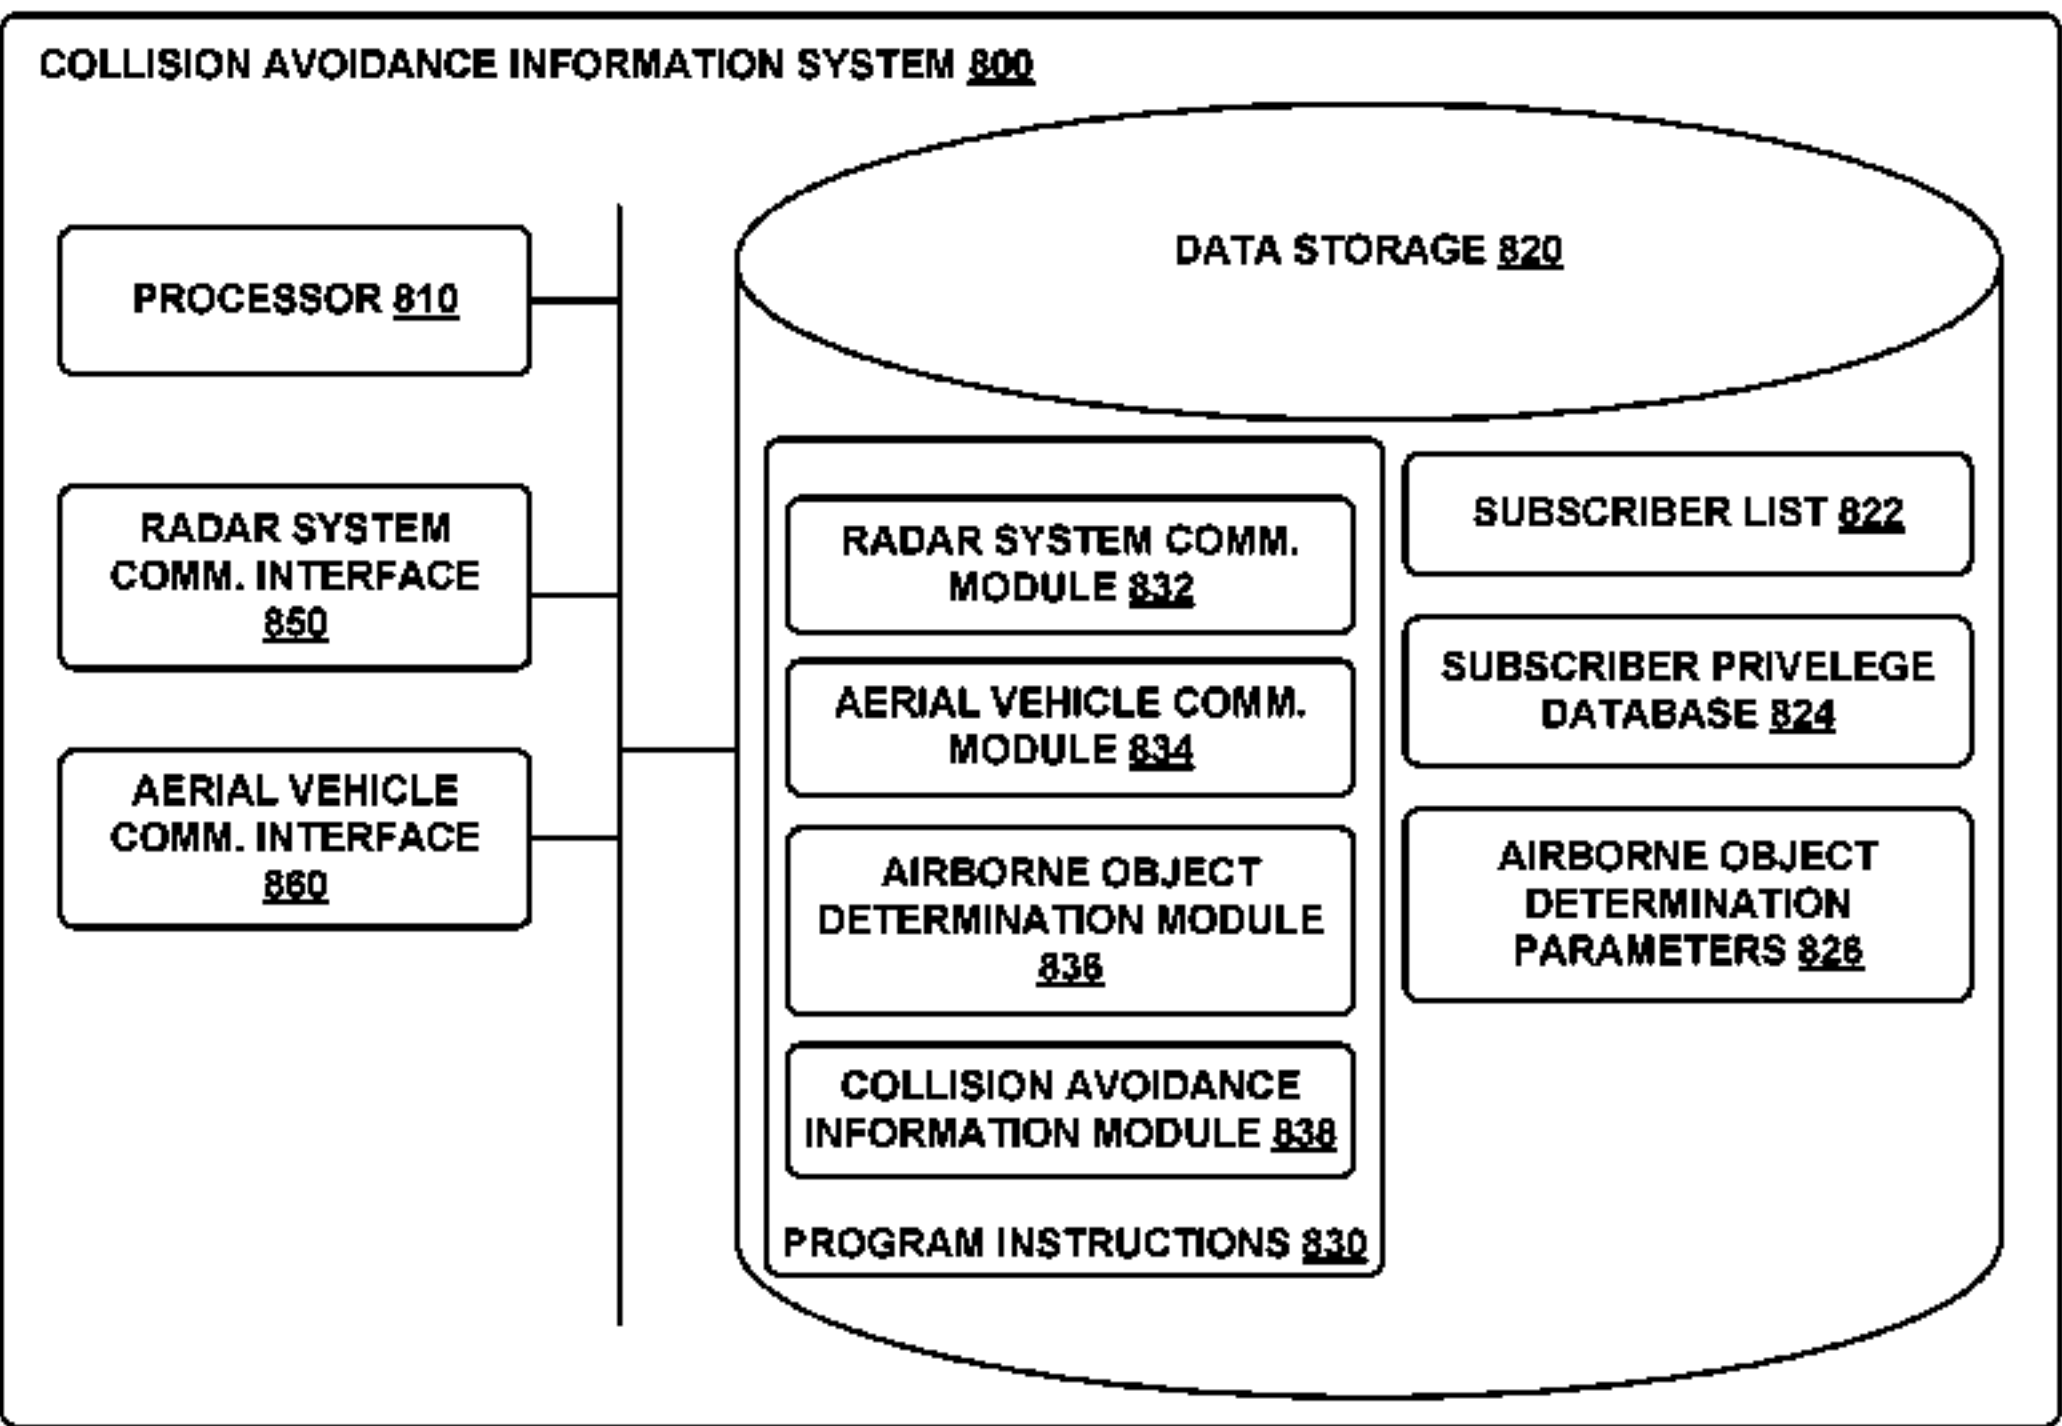 COLLISION AVOIDANCE INFORMATION SYSTEM 800
PROCESSOR 810
RADAR SYSTEM
COMM. INTERFACE
850
AERIAL VEHICLE
COMM. INTERFACE
860
DATA STORAGE 820
RADAR SYSTEM COMM.
MODULE 832
AERIAL VEHICLE COMM.
MODULE 834
AIRBORNE OBJECT
DETERMINATION MODULE
836
COLLISION AVOIDANCE
INFORMATION MODULE 838
PROGRAM INSTRUCTIONS 830
SUBSCRIBER LIST 822
SUBSCRIBER PRIVELEGE
DATABASE 824
AIRBORNE OBJECT
DETERMINATION
PARAMETERS 826